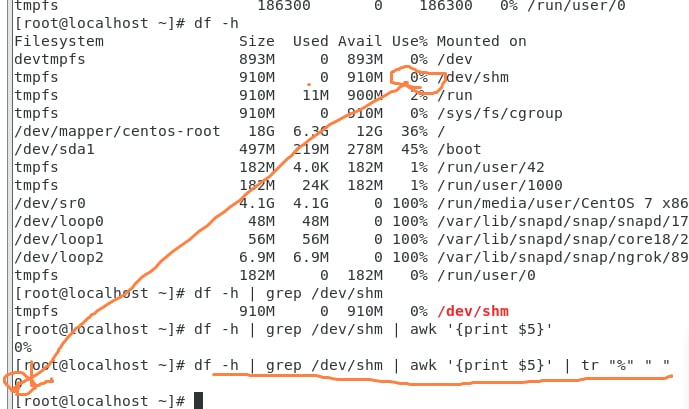 tmpfs 186300 0 186300 0% /run/user/0
[root@localhost ~]# df -h
Filesystem Size Used Avail Use% Mounted on
devtmpfs 893M 0 893M 0% /dev
tmpfs 910M 0 910M 0% /dev/shm
tmpfs 910M 11M 900M 2% /run
tmpfs 910M 0 910M 0% /sys/fs/cgroup
/dev/mapper/centos-root 18G 6.3G 12G 36% /
/dev/sda1 497M 219M 278M 45% /boot
tmpfs 182M 4.0K 182M 1% /run/user/42
tmpfs 182M 24K 182M 1% /run/user/1000
/dev/sr0 4.1G 4.1G 0 100% /run/media/user/CentOS 7 x86
/dev/loop0 48M 48M 0 100% /var/lib/snapd/snap/snapd/17
/dev/loop1 56M 56M 0 100% /var/lib/snapd/snap/core18/2
/dev/loop2 6.9M 6.9M 0 100% /var/lib/snapd/snap/ngrok/89
tmpfs 182M 0 182M 0% /run/user/0
[root@localhost ~]# df -h | grep /dev/shm
tmpfs 910M 0 910M 0% /dev/shm
[root@localhost ~]# df -h | grep /dev/shm | awk '{print $5}'
0%
[root@localhost ~]# df -h | grep /dev/shm | awk '{print $5}' | tr "%" " "
0
[root@localhost ~]#